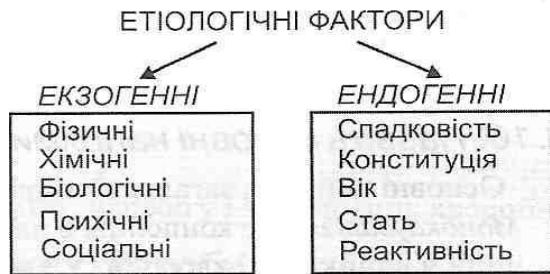 ЕТІОЛОГІЧНІ ФАКТОРИ
ЕКЗОГЕННІ
Фізичні
Хімічні
Біологічні
Психічні
Соціальні
ЕНДОГЕННІ
Спадковість
Конституція
Вік
Стать
Реактивність